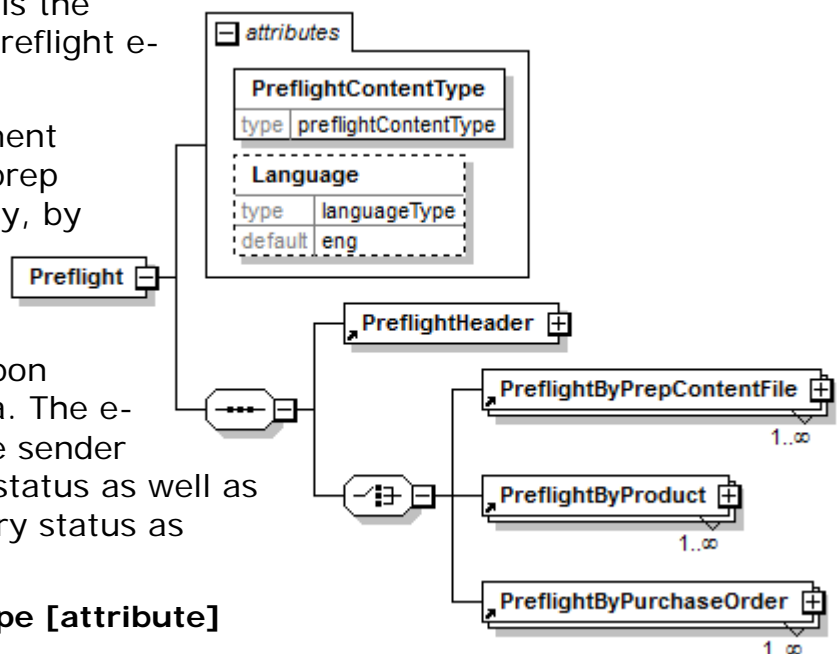 is the
reflight e-
ment
prep
y, by
attributes
PreflightContentType
type preflightContentType
Language
type languageType
default eng
Preflight
PreflightHeader
PreflightByPrepContentFile
1..∞
PreflightByProduct
1..∞
PreflightByPurchaseOrder
1..∞
a. The e-
e sender
status as well as
ry status as
pe [attribute]